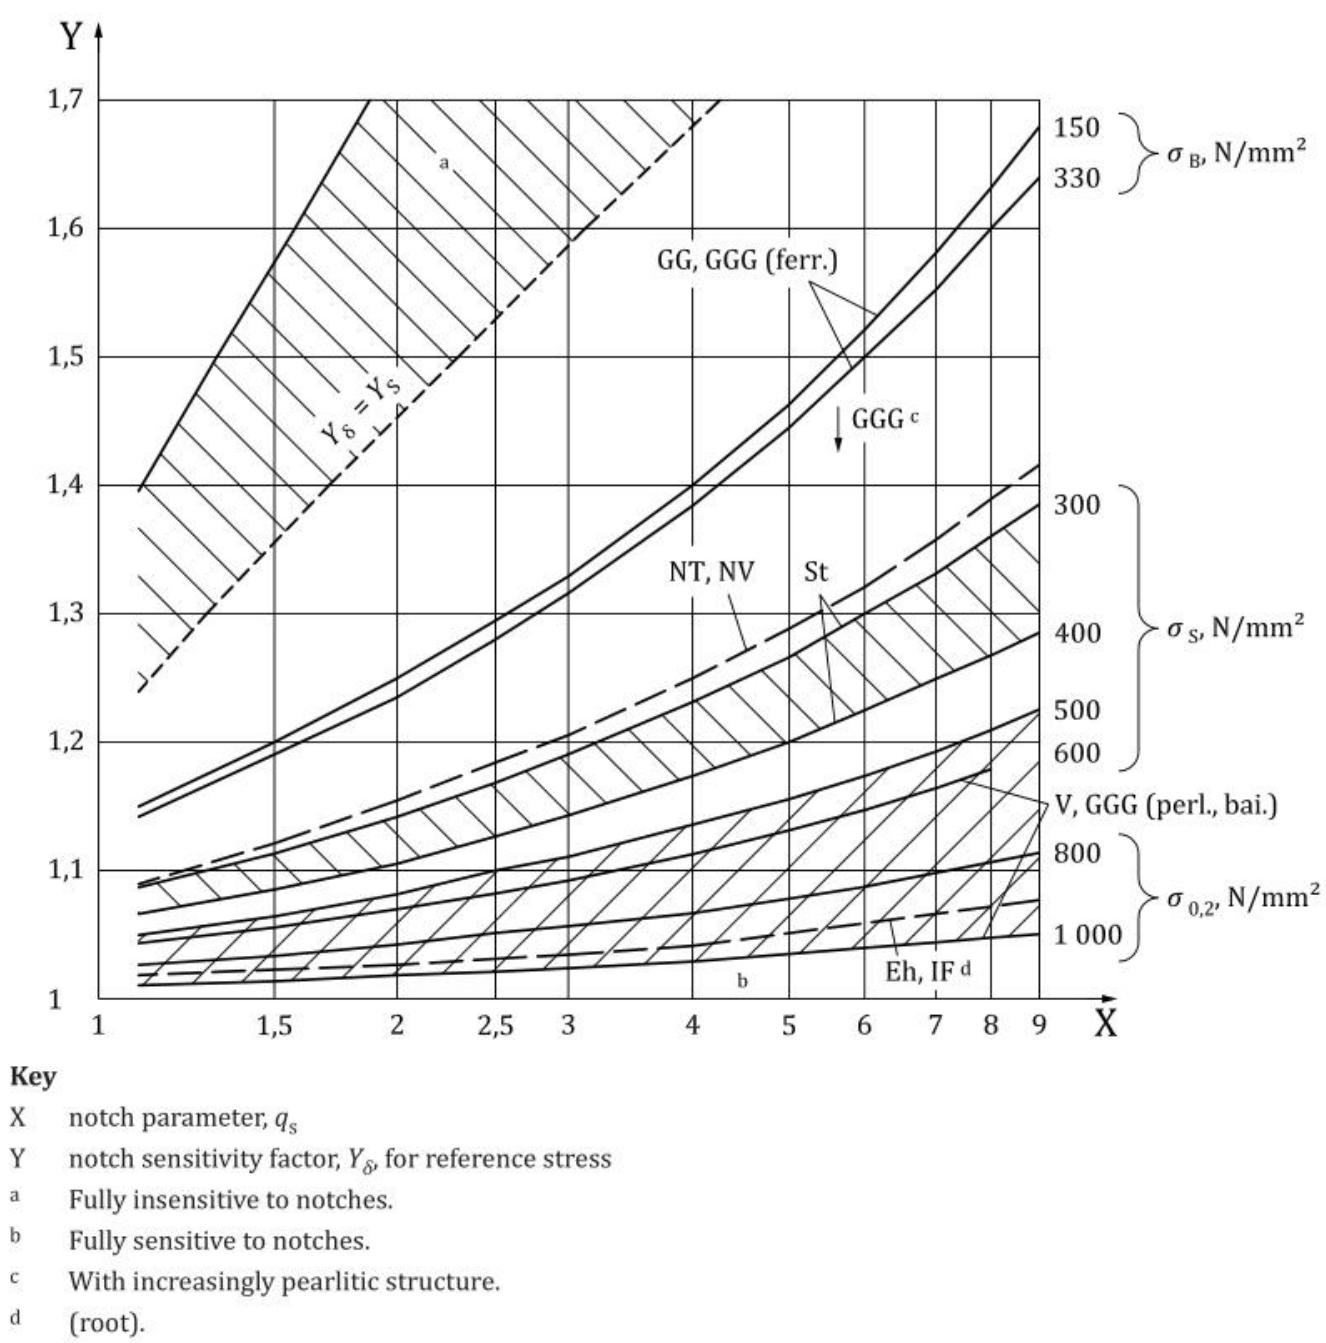 Y
1,7
150
σ B, N/mm²
330
a
1,6
GG, GGG (ferr.)
1,5
Yδ = YS
GGG c
1,4
300
NT, NV
St
1,3
400
σ S, N/mm²
500
1,2
600
V, GGG (perl., bai.)
1,1
800
σ 0,2, N/mm²
1 000
Eh, IF d
b
1
1
1,5
2
2,5
3
4
5
6
7
8
9
X
Key
X notch parameter, qs
Y notch sensitivity factor, Yδ, for reference stress
a Fully insensitive to notches.
b Fully sensitive to notches.
c With increasingly pearlitic structure.
d (root).